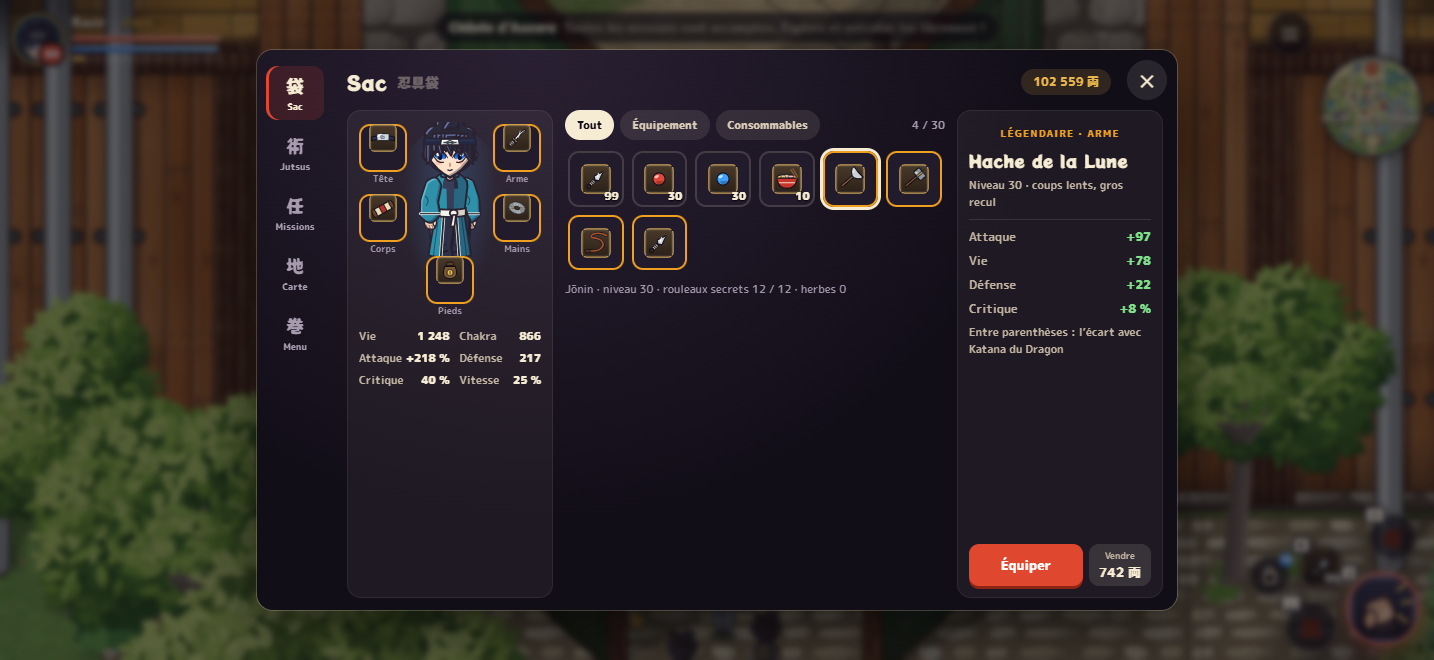 袋
Sac
術
Jutsus
任
Missions
地
Carte
巻
Menu
Sac 忍具袋
102 559 両
Tête
Arme
Corps
Mains
Pieds
Vie 1 248 Chakra 866
Attaque +218 % Défense 217
Critique 40 % Vitesse 25 %
Tout Équipement Consommables 4 / 30
99 30 30 10
Jōnin · niveau 30 · rouleaux secrets 12 / 12 · herbes 0
LÉGENDAIRE · ARME
Hache de la Lune
Niveau 30 · coups lents, gros
recul
Attaque +97
Vie +78
Défense +22
Critique +8 %
Entre parenthèses : l'écart avec
Katana du Dragon
Équiper
Vendre
742 両